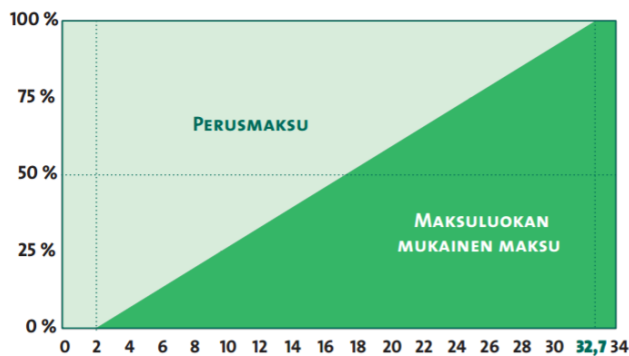 100 %
75 %
50 %
25 %
0 %
PERUSMAKSU
MAKSULUOKAN
MUKAINEN MAKSU
0 2 4 6 8 10 12 14 16 18 20 22 24 26 28 30 32,7 34